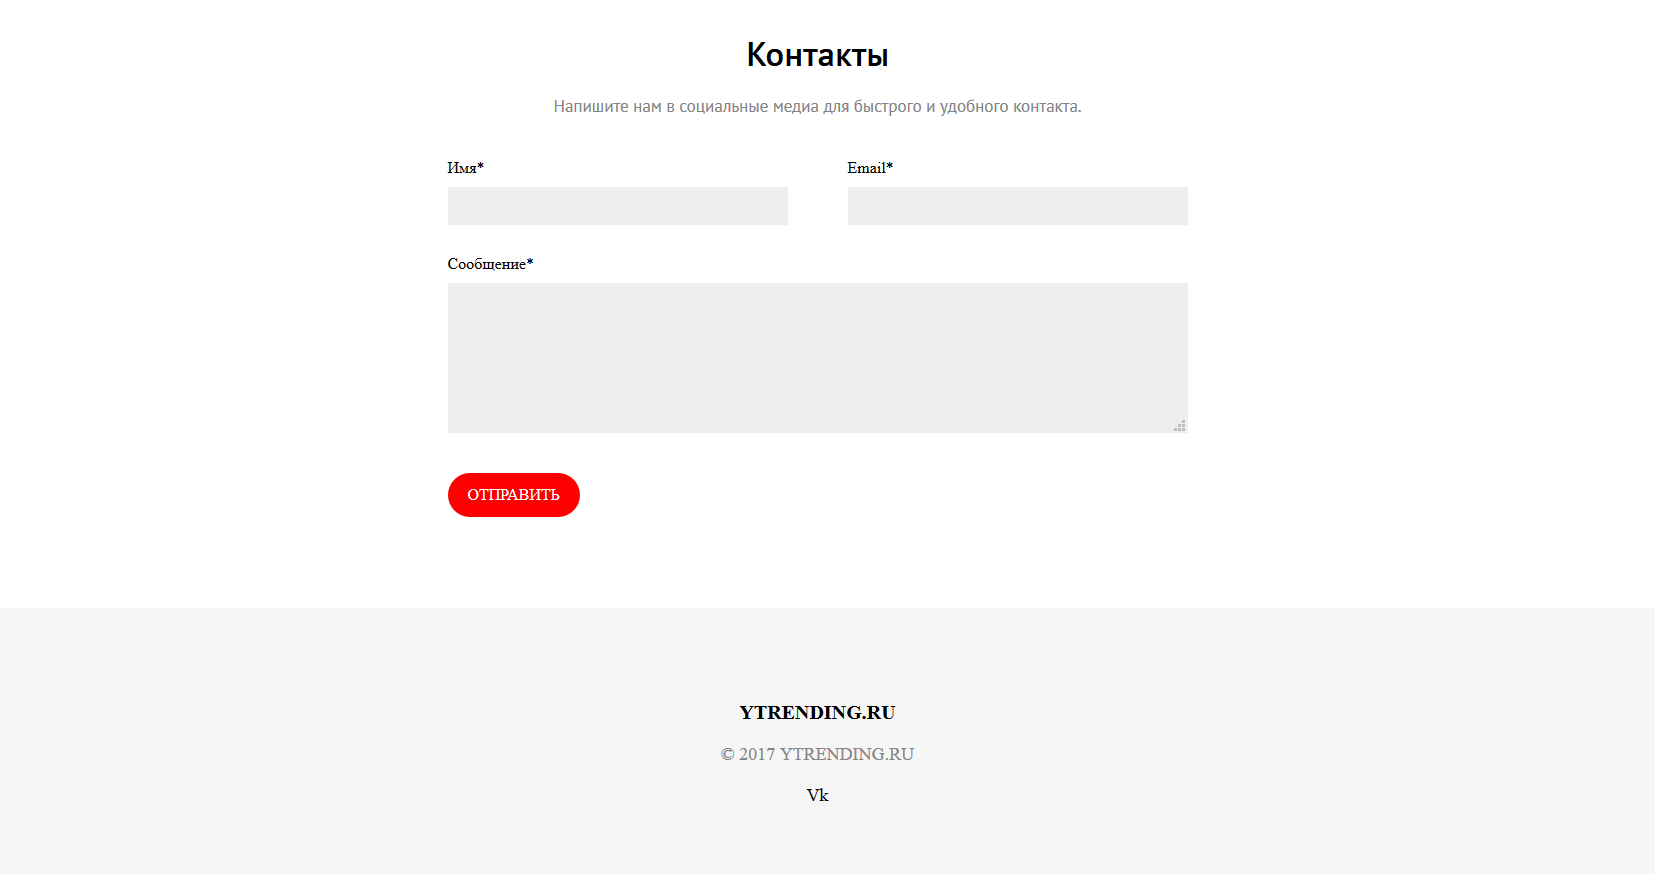 Контакты
Напишите нам в социальные медиа для быстрого и удобного контакта.
Имя* Email*
Сообщение*
ОТПРАВИТЬ
YTRENDING.RU
© 2017 YTRENDING.RU
Vk